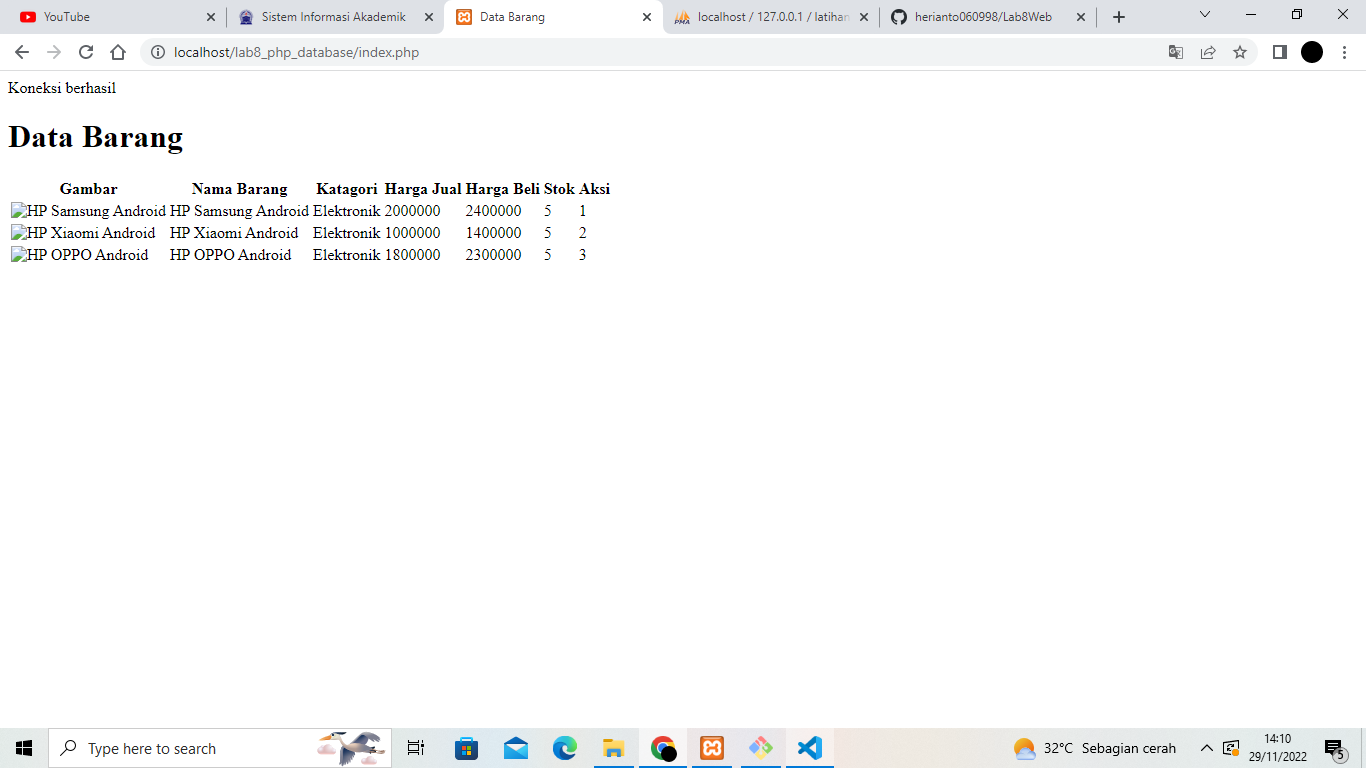 YouTube
Sistem Informasi Akademik
Data Barang
localhost / 127.0.0.1 / latihan
herianto060998/Lab8Web
localhost/lab8_php_database/index.php
Koneksi berhasil
Data Barang
Gambar Nama Barang Katagori Harga Jual Harga Beli Stok Aksi
HP Samsung Android HP Samsung Android Elektronik 2000000 2400000 5 1
HP Xiaomi Android HP Xiaomi Android Elektronik 1000000 1400000 5 2
HP OPPO Android HP OPPO Android Elektronik 1800000 2300000 5 3
Type here to search
32°C Sebagian cerah
14:10
29/11/2022
5